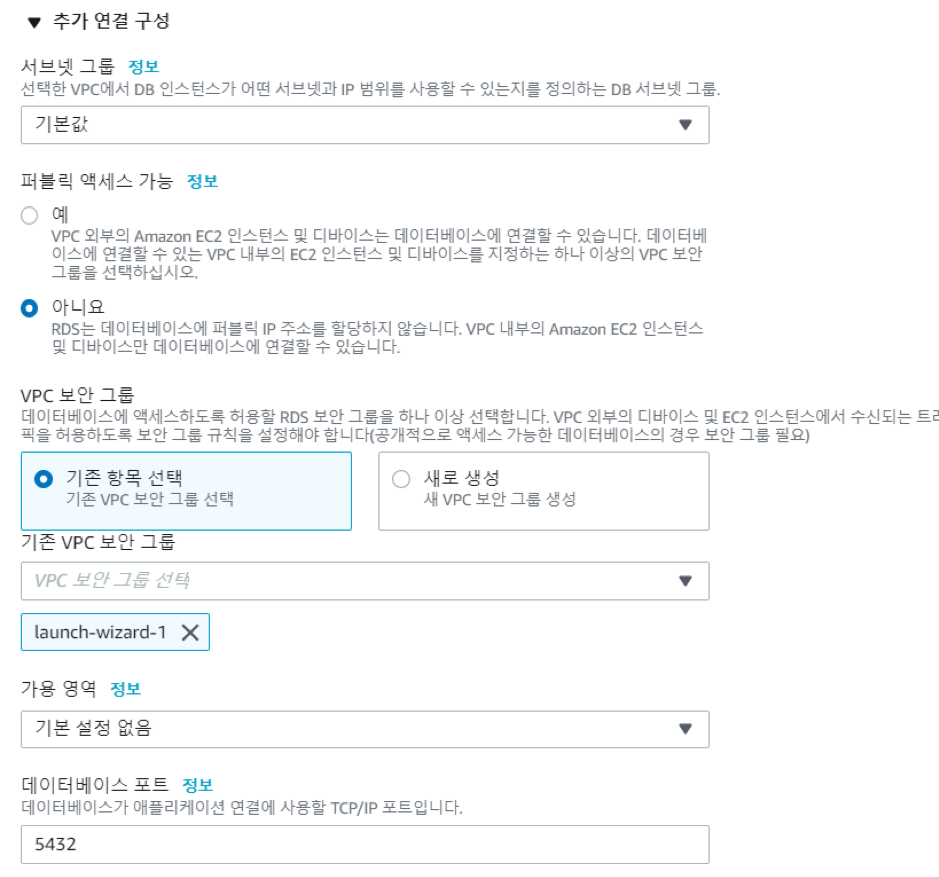 추가 연결 구성
서브넷 그룹 정보
선택한 VPC에서 DB 인스턴스가 어떤 서브넷과 IP 범위를 사용할 수 있는지를 정의하는 DB 서브넷 그룹.
기본값
퍼블릭 액세스 가능 정보
예
VPC 외부의 Amazon EC2 인스턴스 및 디바이스는 데이터베이스에 연결할 수 있습니다. 데이터베
이스에 연결할 수 있는 VPC 내부의 EC2 인스턴스 및 디바이스를 지정하는 하나 이상의 VPC 보안
그룹을 선택하십시오.
아니요
RDS는 데이터베이스에 퍼블릭 IP 주소를 할당하지 않습니다. VPC 내부의 Amazon EC2 인스턴스
및 디바이스만 데이터베이스에 연결할 수 있습니다.
VPC 보안 그룹
데이터베이스에 액세스하도록 허용할 RDS 보안 그룹을 하나 이상 선택합니다. VPC 외부의 디바이스 및 EC2 인스턴스에서 수신되는 트래
픽을 허용하도록 보안 그룹 규칙을 설정해야 합니다(공개적으로 액세스 가능한 데이터베이스의 경우 보안 그룹 필요)
기존 항목 선택
기존 VPC 보안 그룹 선택
새로 생성
새 VPC 보안 그룹 생성
기존 VPC 보안 그룹
VPC 보안 그룹 선택
launch-wizard-1
가용 영역 정보
기본 설정 없음
데이터베이스 포트 정보
데이터베이스가 애플리케이션 연결에 사용할 TCP/IP 포트입니다.
5432